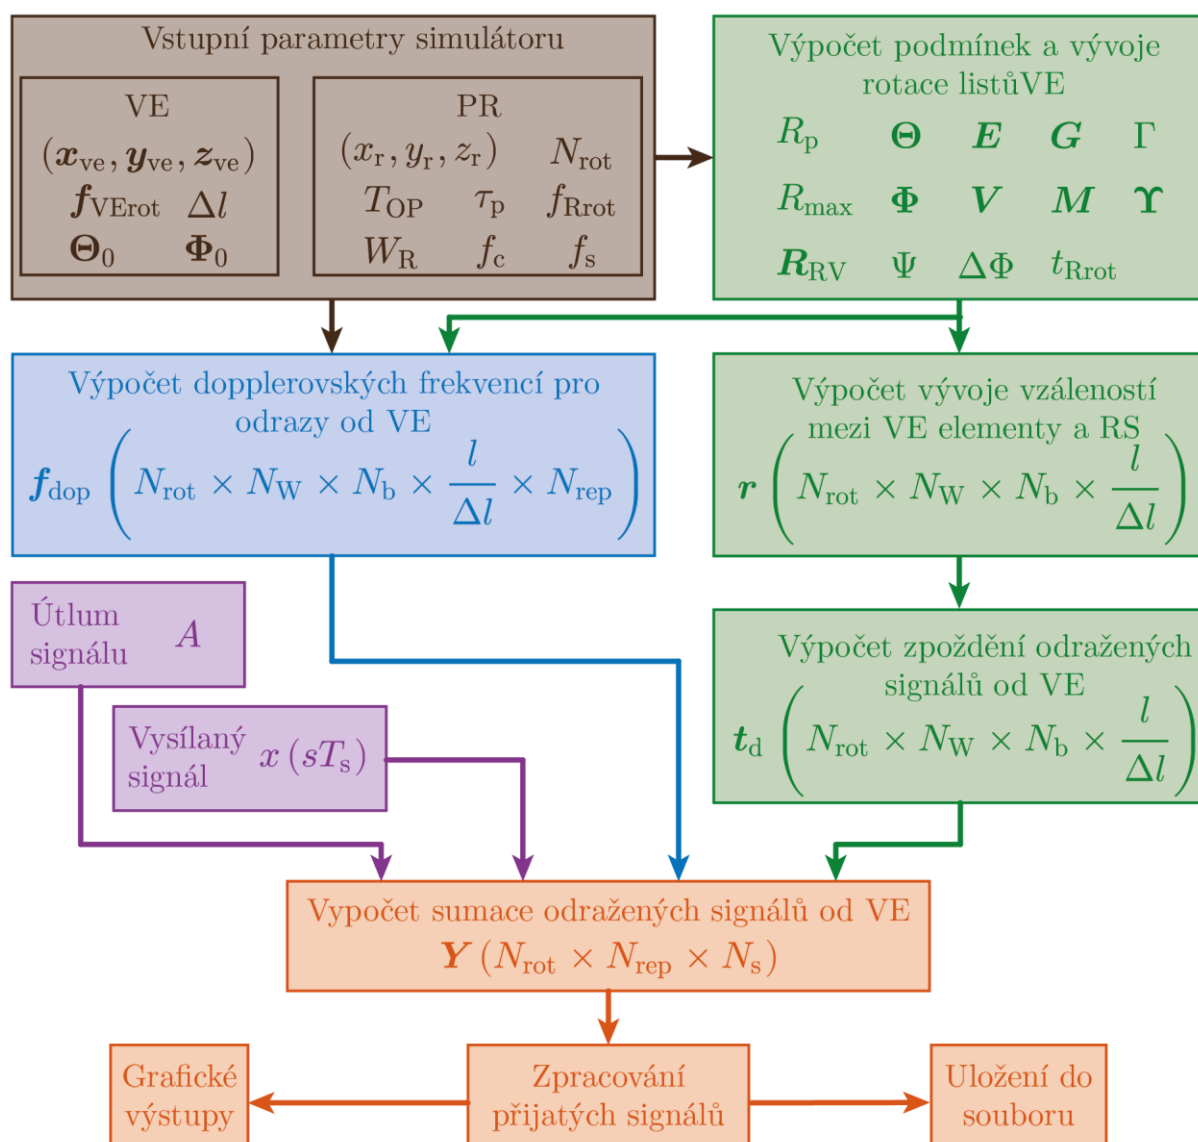 Vstupní parametry simulátoru
VE
(x_ve, y_ve, z_ve)
f_VErot Δl
Θ_0 Φ_0
PR
(x_r, y_r, z_r) N_rot
T_OP τ_p f_Rrot
W_R f_c f_s
Výpočet podmínek a vývoje
rotace listůVE
R_p Θ E G Γ
R_max Φ V M ϒ
R_RV Ψ ΔΦ t_Rrot
Výpočet dopplerovských frekvencí pro
odrazy od VE
f_dop (N_rot × N_W × N_b × l/Δl × N_rep)
Výpočet vývoje vzáleností
mezi VE elementy a RS
r (N_rot × N_W × N_b × l/Δl)
Útlum
signálu A
Vysílaný
signál x (sT_s)
Výpočet zpoždění odražených
signálů od VE
t_d (N_rot × N_W × N_b × l/Δl)
Vypočet sumace odražených signálů od VE
Y (N_rot × N_rep × N_s)
Grafické
výstupy
Zpracování
přijatých signálů
Uložení do
souboru